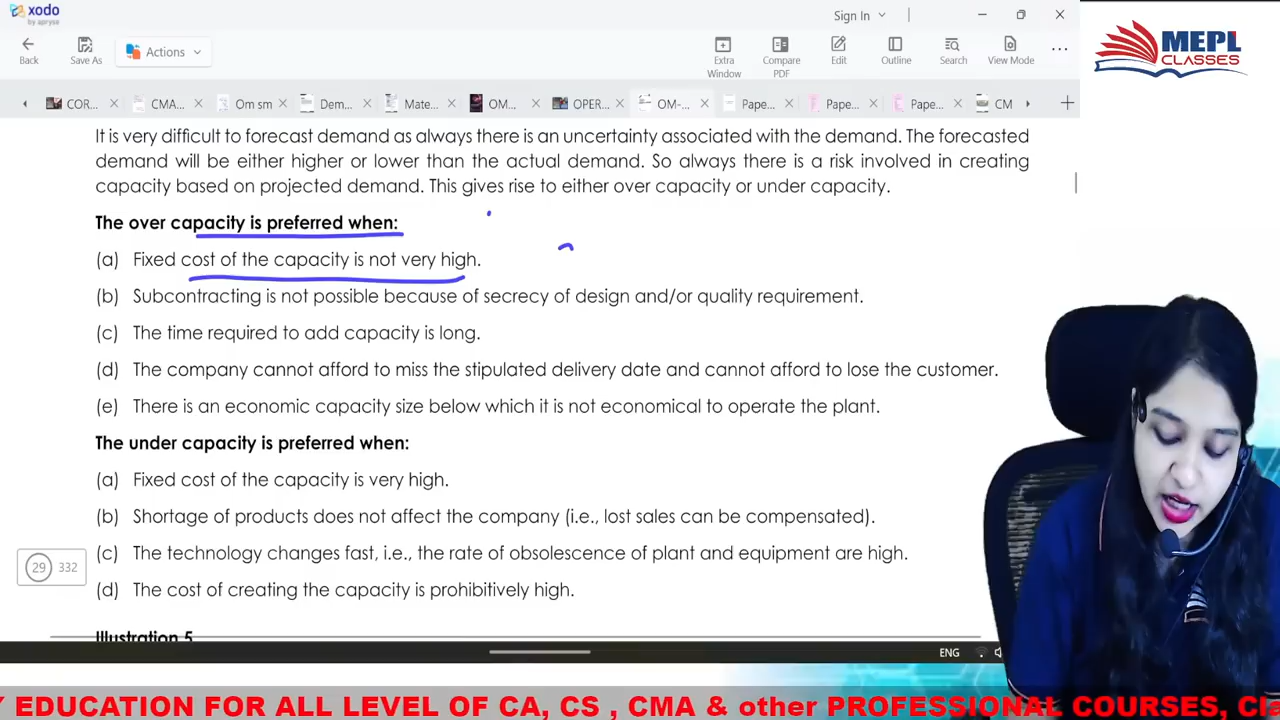 xodo
by apryse
Sign In
Back
Save As
Actions
Extra Window
Compare PDF
Edit
Outline
Search
View Mode
MEPL
CLASSES
COR...
CMA...
Om sm
Dem...
Mate...
OM...
OPER...
OM-...
Pape...
Pape...
Pape...
CM
It is very difficult to forecast demand as always there is an uncertainty associated with the demand. The forecasted
demand will be either higher or lower than the actual demand. So always there is a risk involved in creating
capacity based on projected demand. This gives rise to either over capacity or under capacity.
The over capacity is preferred when:
(a) Fixed cost of the capacity is not very high.
(b) Subcontracting is not possible because of secrecy of design and/or quality requirement.
(c) The time required to add capacity is long.
(d) The company cannot afford to miss the stipulated delivery date and cannot afford to lose the customer.
(e) There is an economic capacity size below which it is not economical to operate the plant.
The under capacity is preferred when:
(a) Fixed cost of the capacity is very high.
(b) Shortage of products does not affect the company (i.e., lost sales can be compensated).
(c) The technology changes fast, i.e., the rate of obsolescence of plant and equipment are high.
29 332
(d) The cost of creating the capacity is prohibitively high.
Illustration 5
ENG
Y EDUCATION FOR ALL LEVEL OF CA, CS , CMA & other PROFESSIONAL COURSES,